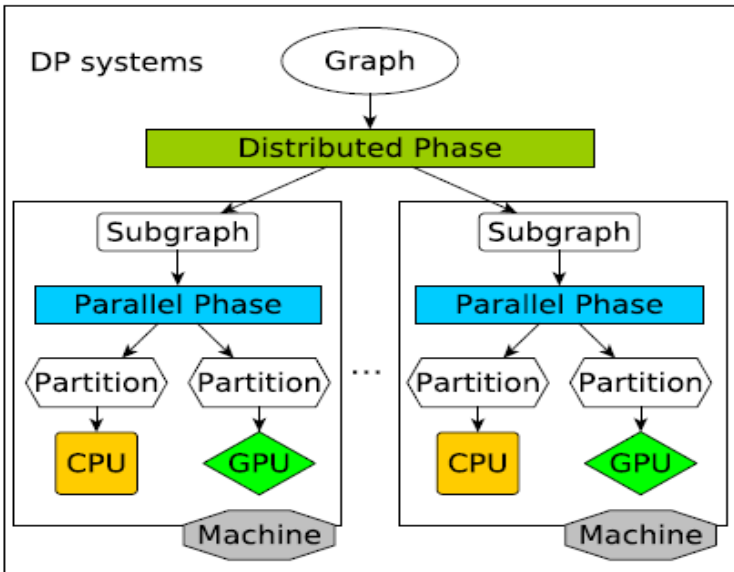 DP systems
Graph
Distributed Phase
Subgraph
Subgraph
Parallel Phase
Parallel Phase
Partition
Partition
...
Partition
Partition
CPU
GPU
CPU
GPU
Machine
Machine